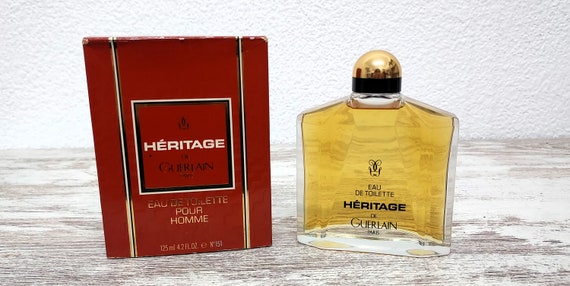 HÉRITAGE
DE
GUERLAIN
PARIS
EAU DE TOILETTE
POUR
HOMME
125 ml 4.2 FL. OZ. e N°151
EAU
DE TOILETTE
HÉRITAGE
DE
GUERLAIN
PARIS